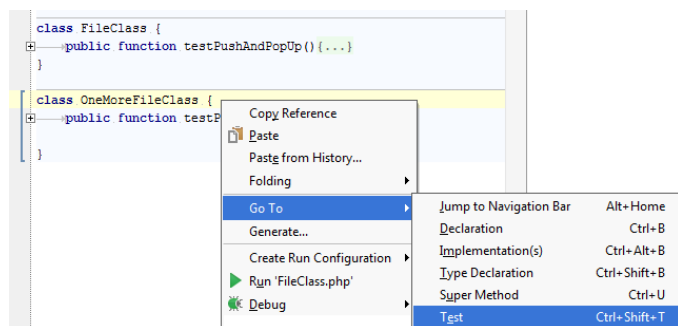 class FileClass {
public function testPushAndPopUp(){...}
}
class OneMoreFileClass {
public function testP
}
Copy Reference
Paste
Paste from History...
Folding
Go To
Generate...
Create Run Configuration
Run 'FileClass.php'
Debug
Jump to Navigation Bar Alt+Home
Declaration Ctrl+B
Implementation(s) Ctrl+Alt+B
Type Declaration Ctrl+Shift+B
Super Method Ctrl+U
Test Ctrl+Shift+T